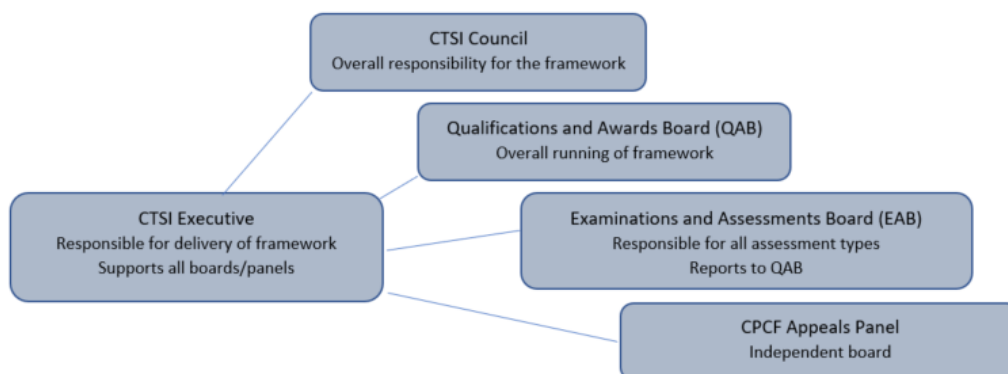 CTSI Council
Overall responsibility for the framework
Qualifications and Awards Board (QAB)
Overall running of framework
CTSI Executive
Responsible for delivery of framework
Supports all boards/panels
Examinations and Assessments Board (EAB)
Responsible for all assessment types
Reports to QAB
CPCF Appeals Panel
Independent board